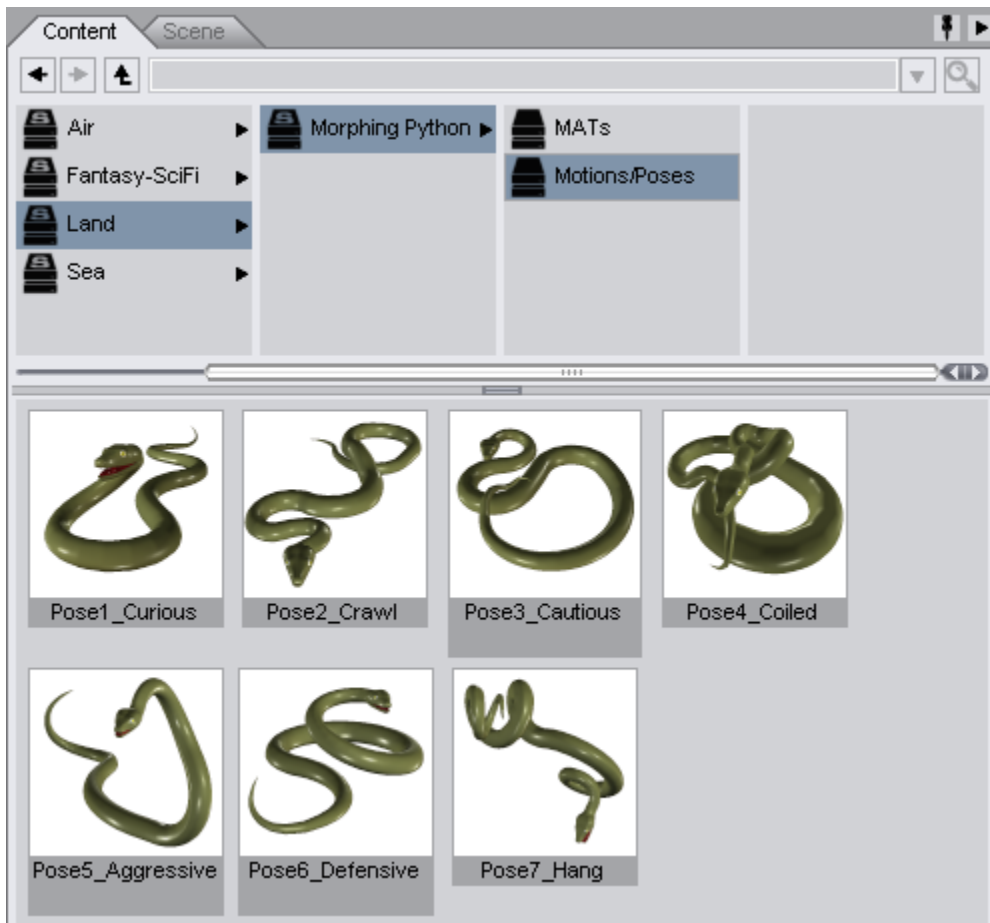 Content Scene
Air Morphing Python MATs
Fantasy-SciFi Motions/Poses
Land
Sea
Pose1_Curious Pose2_Crawl Pose3_Cautious Pose4_Coiled
Pose5_Aggressive Pose6_Defensive Pose7_Hang